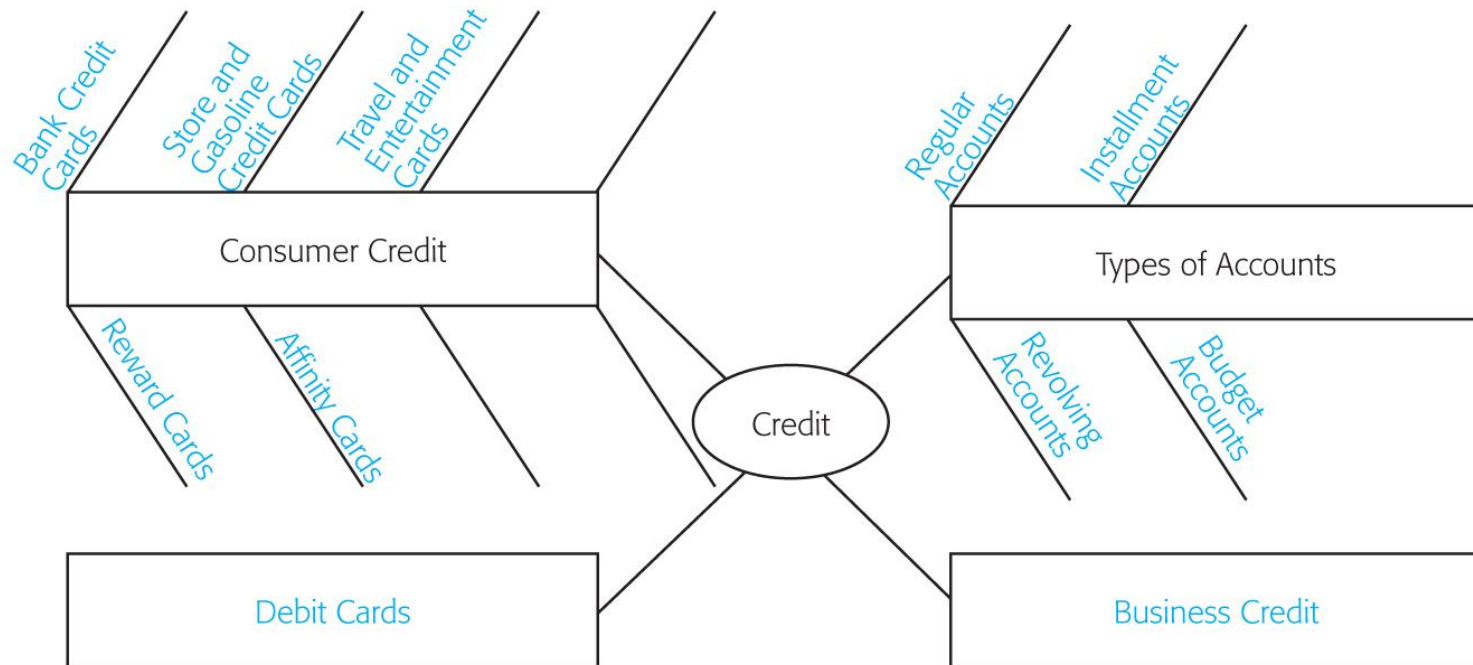 Bank Credit
Cards
Store and
Gasoline
Credit Cards
Travel and
Entertainment
Cards
Regular
Accounts
Installment
Accounts
Consumer Credit
Types of Accounts
Reward Cards
Affinity Cards
Revolving
Accounts
Budget
Accounts
Credit
Debit Cards
Business Credit